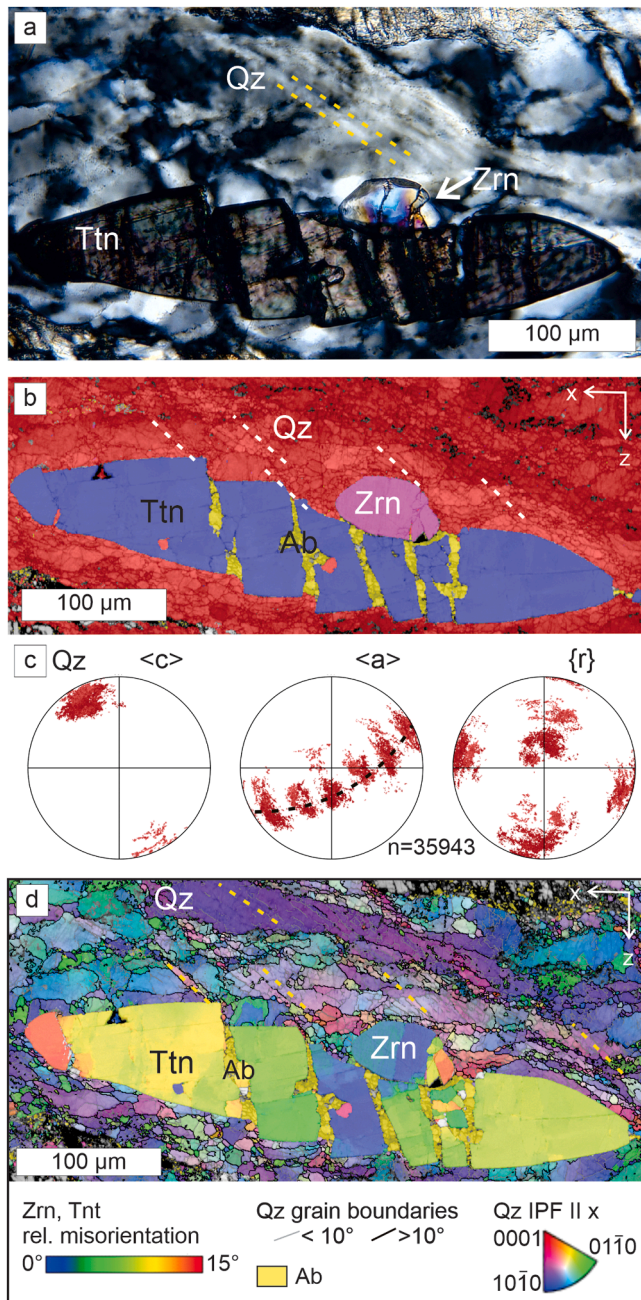 a
Qz
Zrn
Ttn
100 µm
b
x
z
Qz
Zrn
Ttn
Ab
100 µm
c
Qz <c> <a> {r}
n=35943
d
Qz
x
z
Zrn
Ttn
Ab
100 µm
Zrn, Tnt
rel. misorientation
0° 15°
Qz grain boundaries
< 10° >10°
Ab
Qz IPF || x
0001 011̅0
101̅0